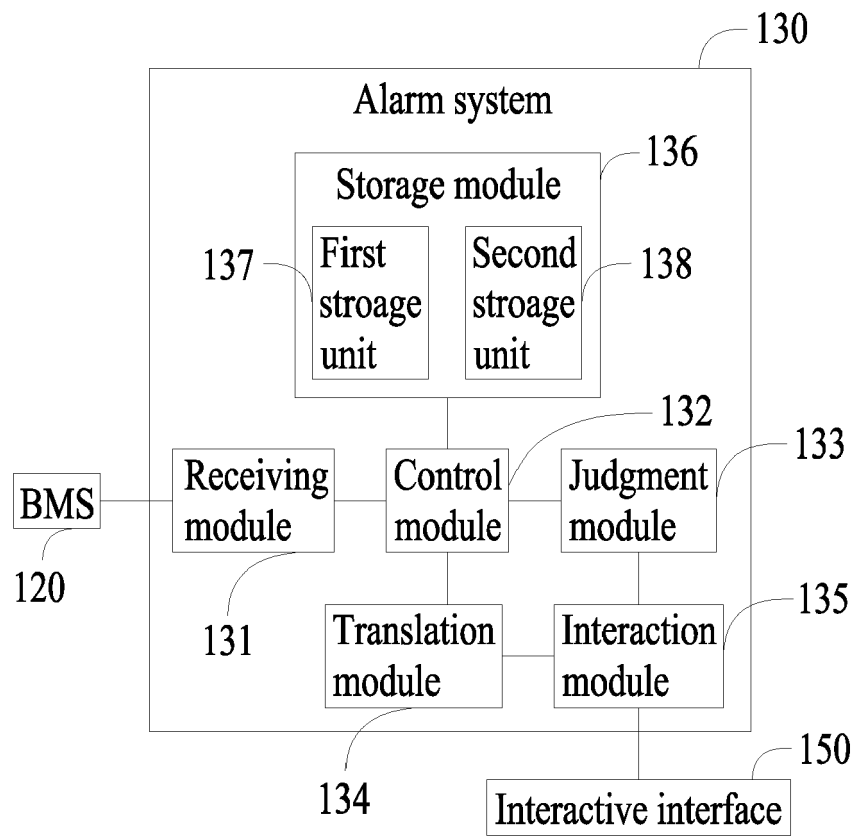 130
Alarm system
136
Storage module
137
First
stroage
unit
Second
stroage
unit
138
132
133
Receiving
module
Control
module
Judgment
module
BMS
120
131
135
Translation
module
Interaction
module
134
150
Interactive interface